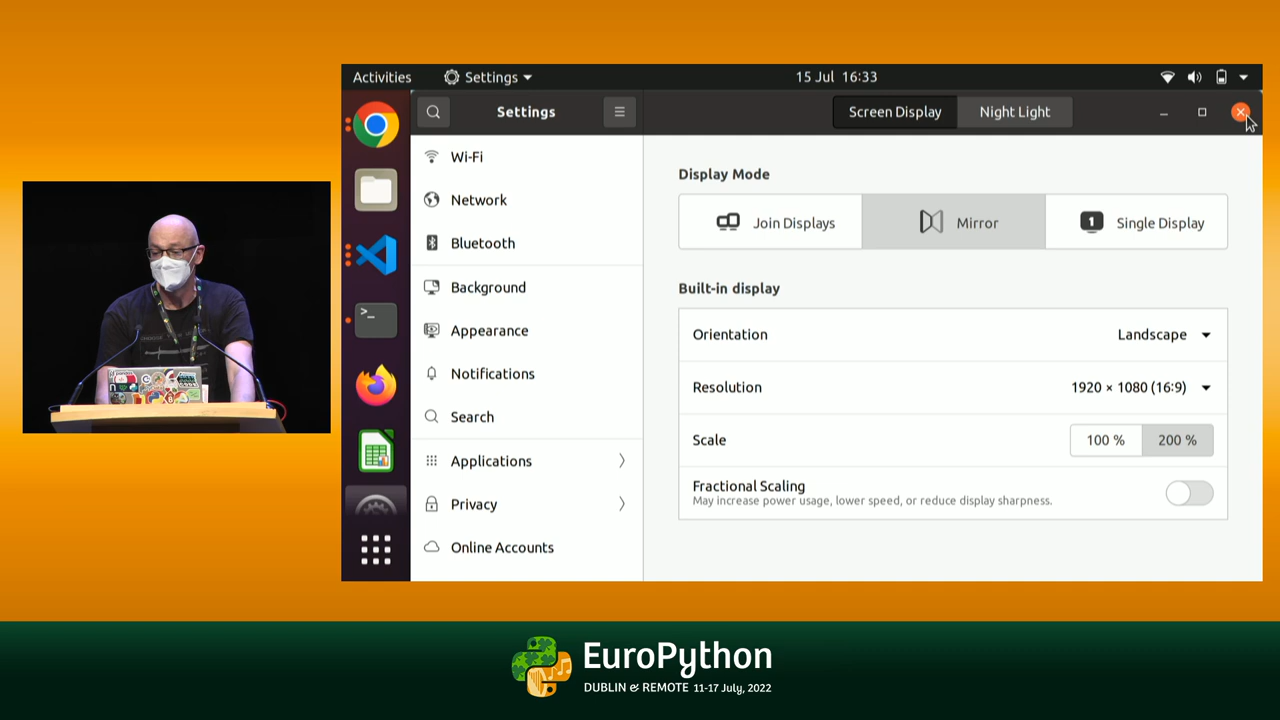 Activities
Settings
15 Jul 16:33
Settings
Screen Display
Night Light
Wi-Fi
Network
Bluetooth
Background
Appearance
Notifications
Search
Applications
Privacy
Online Accounts
Display Mode
Join Displays
Mirror
1
Single Display
Built-in display
Orientation
Landscape
Resolution
1920 × 1080 (16:9)
Scale
100 %
200 %
Fractional Scaling
May increase power usage, lower speed, or reduce display sharpness.
>_
EuroPython
DUBLIN & REMOTE 11-17 July, 2022